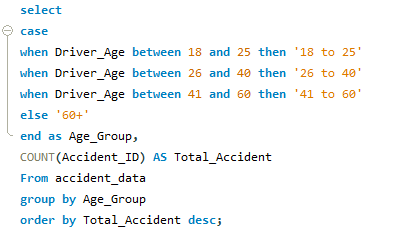 select
case
when Driver_Age between 18 and 25 then '18 to 25'
when Driver_Age between 26 and 40 then '26 to 40'
when Driver_Age between 41 and 60 then '41 to 60'
else '60+'
end as Age_Group,
COUNT(Accident_ID) AS Total_Accident
From accident_data
group by Age_Group
order by Total_Accident desc;